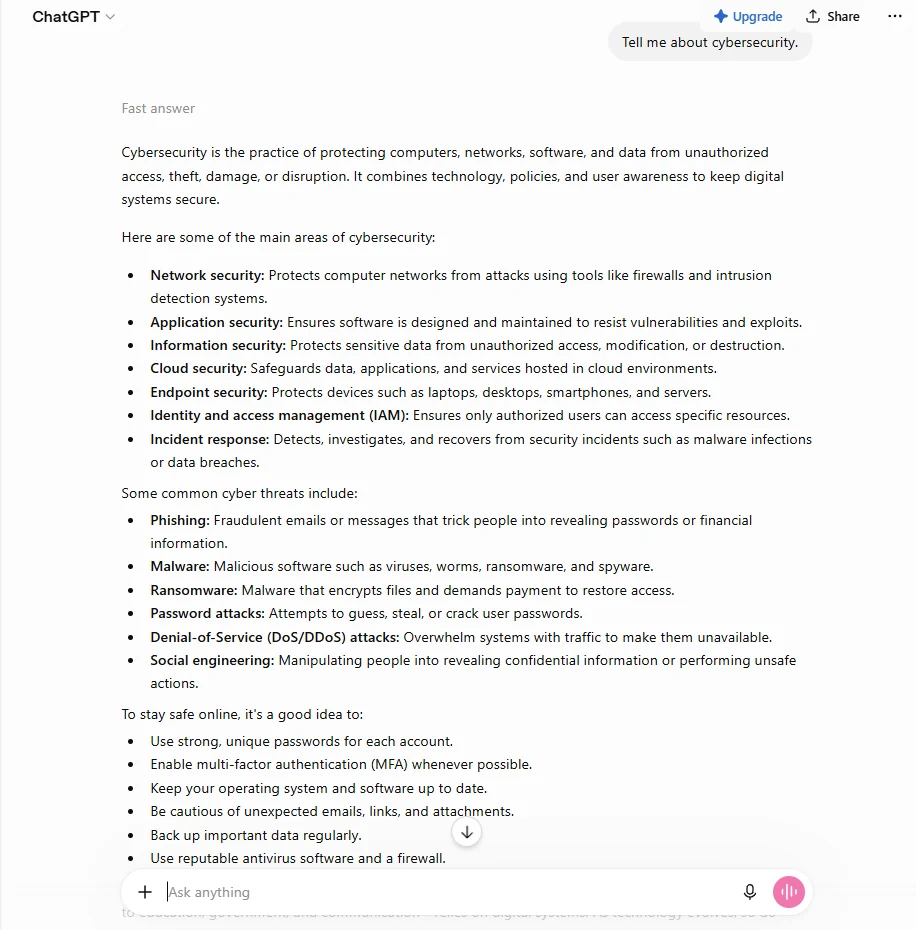 ChatGPT
Upgrade
Share
Tell me about cybersecurity.
Fast answer
Cybersecurity is the practice of protecting computers, networks, software, and data from unauthorized
access, theft, damage, or disruption. It combines technology, policies, and user awareness to keep digital
systems secure.
Here are some of the main areas of cybersecurity:
• Network security: Protects computer networks from attacks using tools like firewalls and intrusion
detection systems.
• Application security: Ensures software is designed and maintained to resist vulnerabilities and exploits.
• Information security: Protects sensitive data from unauthorized access, modification, or destruction.
• Cloud security: Safeguards data, applications, and services hosted in cloud environments.
• Endpoint security: Protects devices such as laptops, desktops, smartphones, and servers.
• Identity and access management (IAM): Ensures only authorized users can access specific resources.
• Incident response: Detects, investigates, and recovers from security incidents such as malware infections
or data breaches.
Some common cyber threats include:
• Phishing: Fraudulent emails or messages that trick people into revealing passwords or financial
information.
• Malware: Malicious software such as viruses, worms, ransomware, and spyware.
• Ransomware: Malware that encrypts files and demands payment to restore access.
• Password attacks: Attempts to guess, steal, or crack user passwords.
• Denial-of-Service (DoS/DDoS) attacks: Overwhelm systems with traffic to make them unavailable.
• Social engineering: Manipulating people into revealing confidential information or performing unsafe
actions.
To stay safe online, it's a good idea to:
• Use strong, unique passwords for each account.
• Enable multi-factor authentication (MFA) whenever possible.
• Keep your operating system and software up to date.
• Be cautious of unexpected emails, links, and attachments.
• Back up important data regularly.
• Use reputable antivirus software and a firewall.
Ask anything